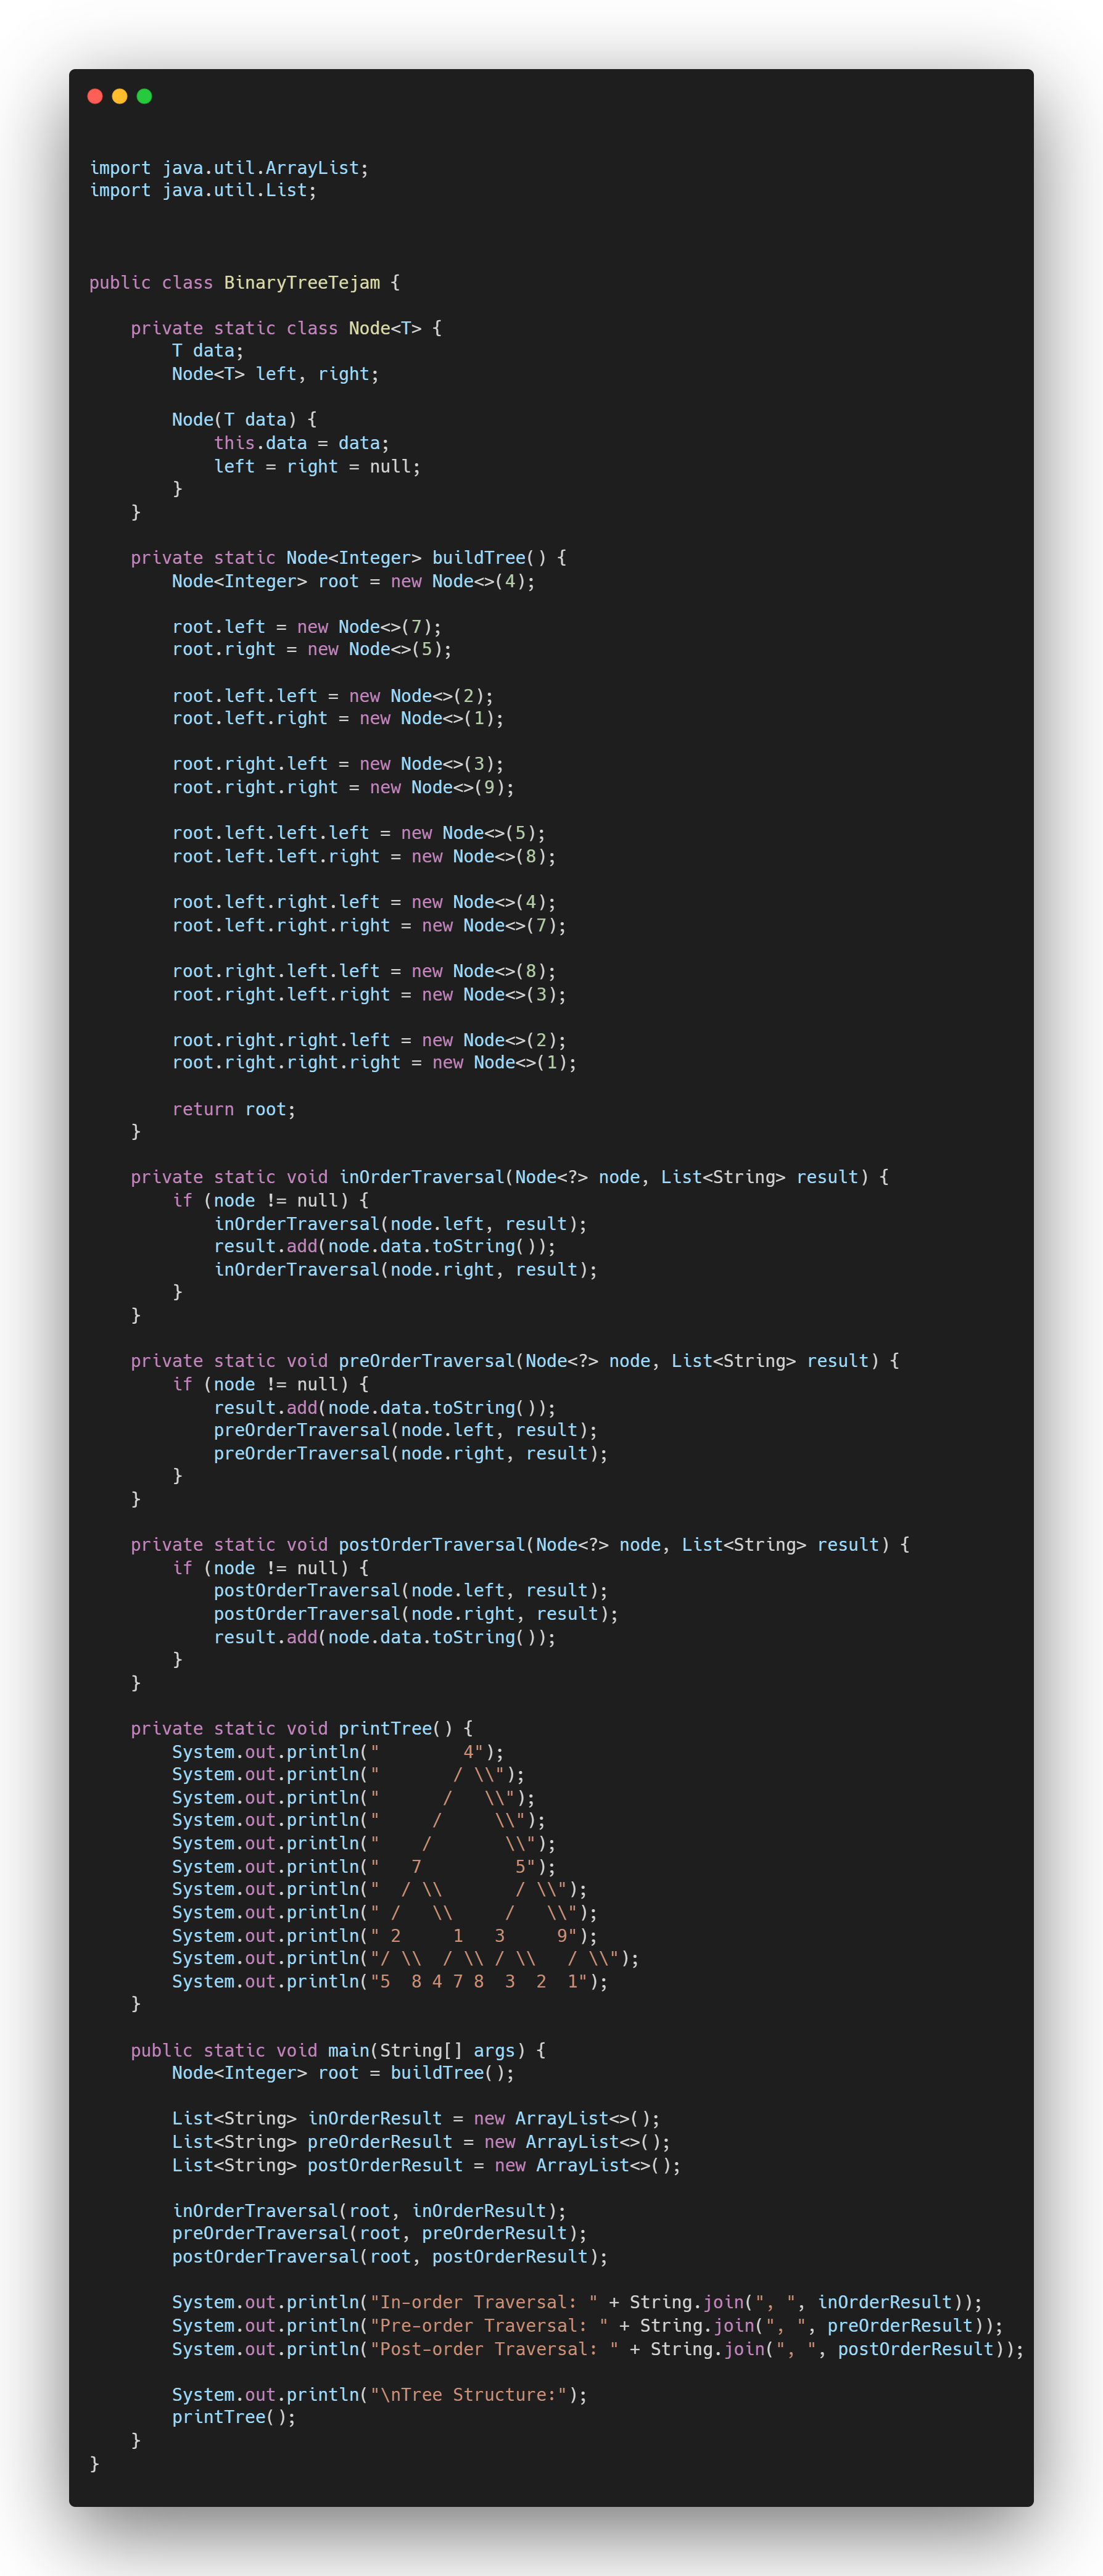 import java.util.ArrayList;
import java.util.List;
public class BinaryTreeTejam {
    private static class Node<T> {
        T data;
        Node<T> left, right;
        Node(T data) {
            this.data = data;
            left = right = null;
        }
    }
    private static Node<Integer> buildTree() {
        Node<Integer> root = new Node<>(4);
        root.left = new Node<>(7);
        root.right = new Node<>(5);
        root.left.left = new Node<>(2);
        root.left.right = new Node<>(1);
        root.right.left = new Node<>(3);
        root.right.right = new Node<>(9);
        root.left.left.left = new Node<>(5);
        root.left.left.right = new Node<>(8);
        root.left.right.left = new Node<>(4);
        root.left.right.right = new Node<>(7);
        root.right.left.left = new Node<>(8);
        root.right.left.right = new Node<>(3);
        root.right.right.left = new Node<>(2);
        root.right.right.right = new Node<>(1);
        return root;
    }
    private static void inOrderTraversal(Node<?> node, List<String> result) {
        if (node != null) {
            inOrderTraversal(node.left, result);
            result.add(node.data.toString());
            inOrderTraversal(node.right, result);
        }
    }
    private static void preOrderTraversal(Node<?> node, List<String> result) {
        if (node != null) {
            result.add(node.data.toString());
            preOrderTraversal(node.left, result);
            preOrderTraversal(node.right, result);
        }
    }
    private static void postOrderTraversal(Node<?> node, List<String> result) {
        if (node != null) {
            postOrderTraversal(node.left, result);
            postOrderTraversal(node.right, result);
            result.add(node.data.toString());
        }
    }
    private static void printTree() {
        System.out.println("        4");
        System.out.println("       / \\");
        System.out.println("      /   \\");
        System.out.println("     /     \\");
        System.out.println("    /       \\");
        System.out.println("   7         5");
        System.out.println("  / \\       / \\");
        System.out.println(" /   \\     /   \\");
        System.out.println(" 2     1   3     9");
        System.out.println("/ \\  / \\ / \\   / \\");
        System.out.println("5  8 4 7 8  3  2  1");
    }
    public static void main(String[] args) {
        Node<Integer> root = buildTree();
        List<String> inOrderResult = new ArrayList<>();
        List<String> preOrderResult = new ArrayList<>();
        List<String> postOrderResult = new ArrayList<>();
        inOrderTraversal(root, inOrderResult);
        preOrderTraversal(root, preOrderResult);
        postOrderTraversal(root, postOrderResult);
        System.out.println("In-order Traversal: " + String.join(", ", inOrderResult));
        System.out.println("Pre-order Traversal: " + String.join(", ", preOrderResult));
        System.out.println("Post-order Traversal: " + String.join(", ", postOrderResult));
        System.out.println("\nTree Structure:");
        printTree();
    }
}